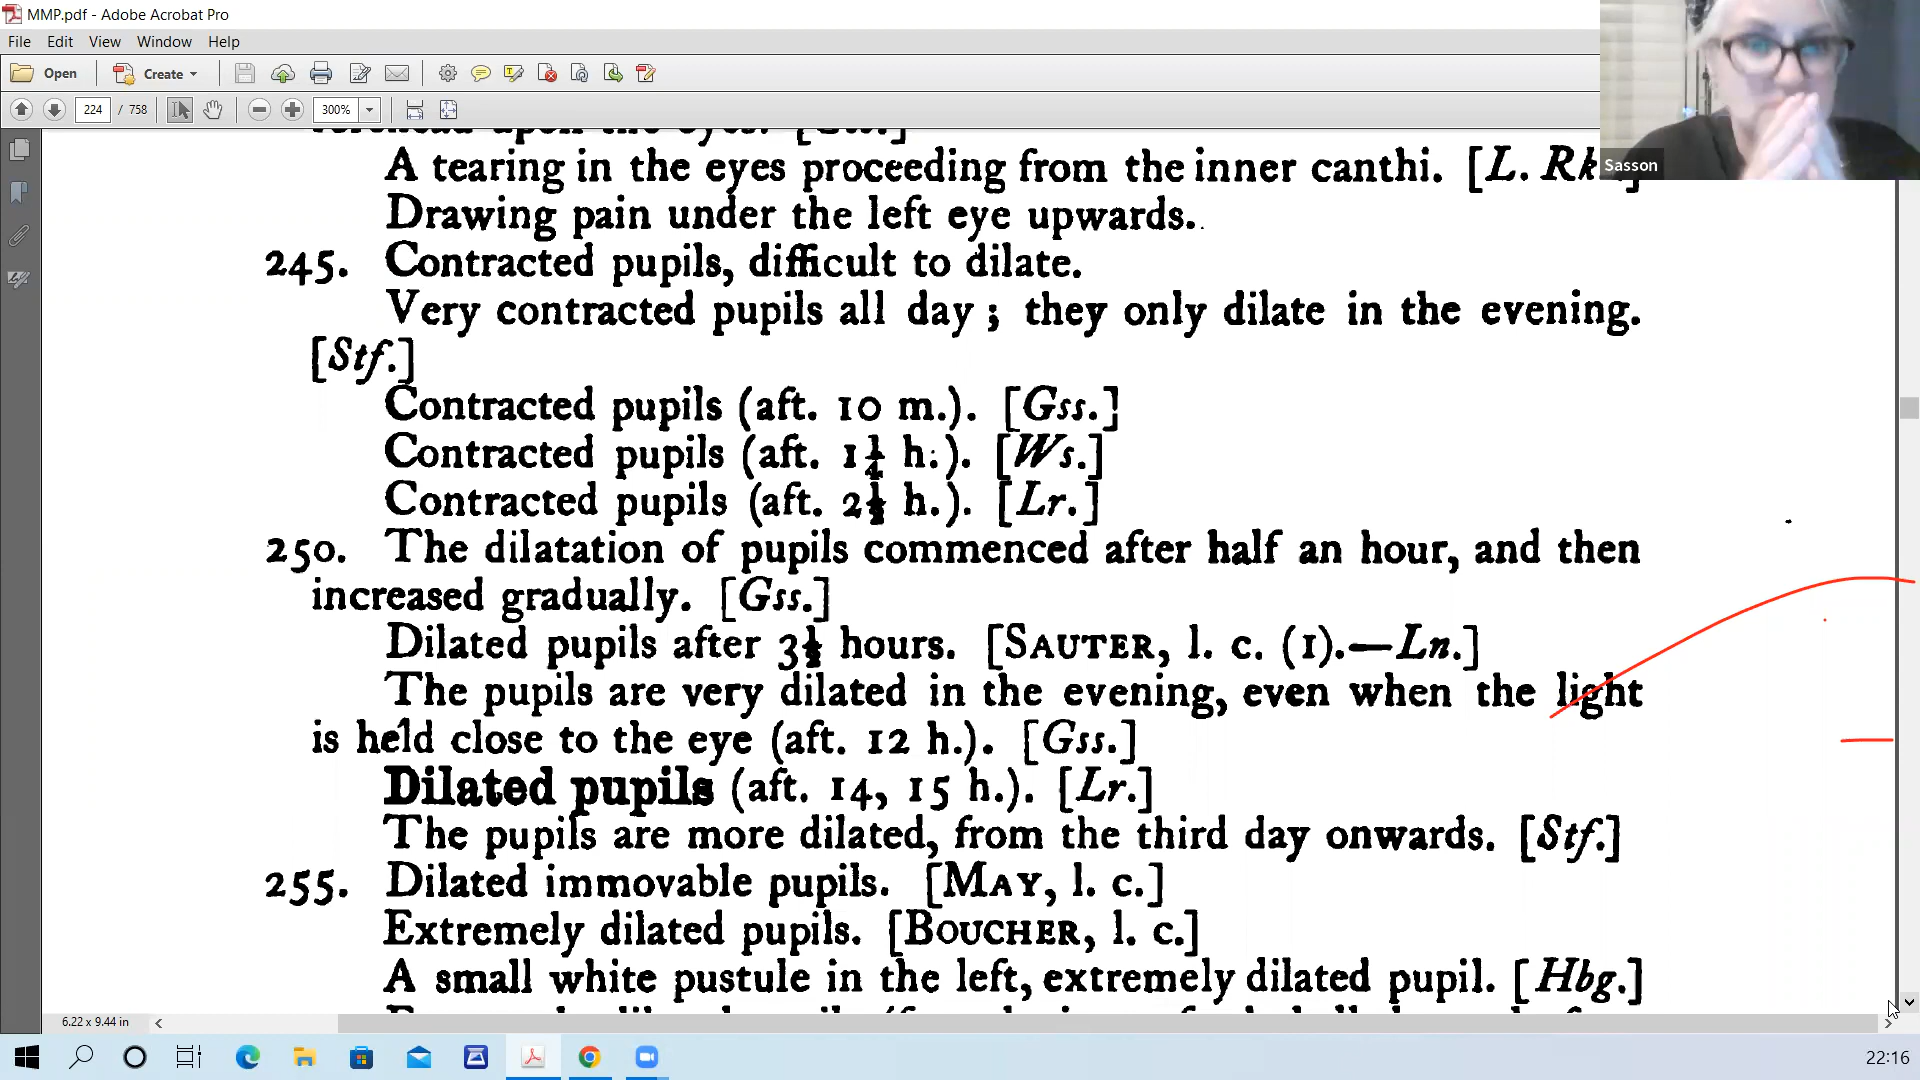 MMP.pdf - Adobe Acrobat Pro
File Edit View Window Help
Open Create
224 / 758 300%
Sasson
upon the eyes.
A tearing in the eyes proceeding from the inner canthi. [L.
Drawing pain under the left eye upwards.
245. Contracted pupils, difficult to dilate.
Very contracted pupils all day ; they only dilate in the evening.
[Stf.]
Contracted pupils (aft. 10 m.). [Gss.]
Contracted pupils (aft. 1¼ h.). [Ws.]
Contracted pupils (aft. 2½ h.). [Lr.]
250. The dilatation of pupils commenced after half an hour, and then
increased gradually. [Gss.]
Dilated pupils after 3½ hours. [SAUTER, l. c. (1).—Ln.]
The pupils are very dilated in the evening, even when the light
is held close to the eye (aft. 12 h.). [Gss.]
Dilated pupils (aft. 14, 15 h.). [Lr.]
The pupils are more dilated, from the third day onwards. [Stf.]
255. Dilated immovable pupils. [MAY, l. c.]
Extremely dilated pupils. [BOUCHER, l. c.]
A small white pustule in the left, extremely dilated pupil. [Hbg.]
6.22 x 9.44 in
22:16